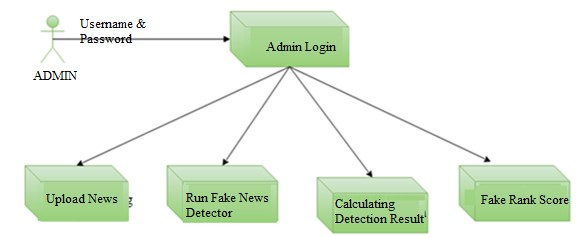 Username &
Password
ADMIN
Admin Login
Upload News g
Run Fake News
Detector
Calculating
Detection Result
Fake Rank Score